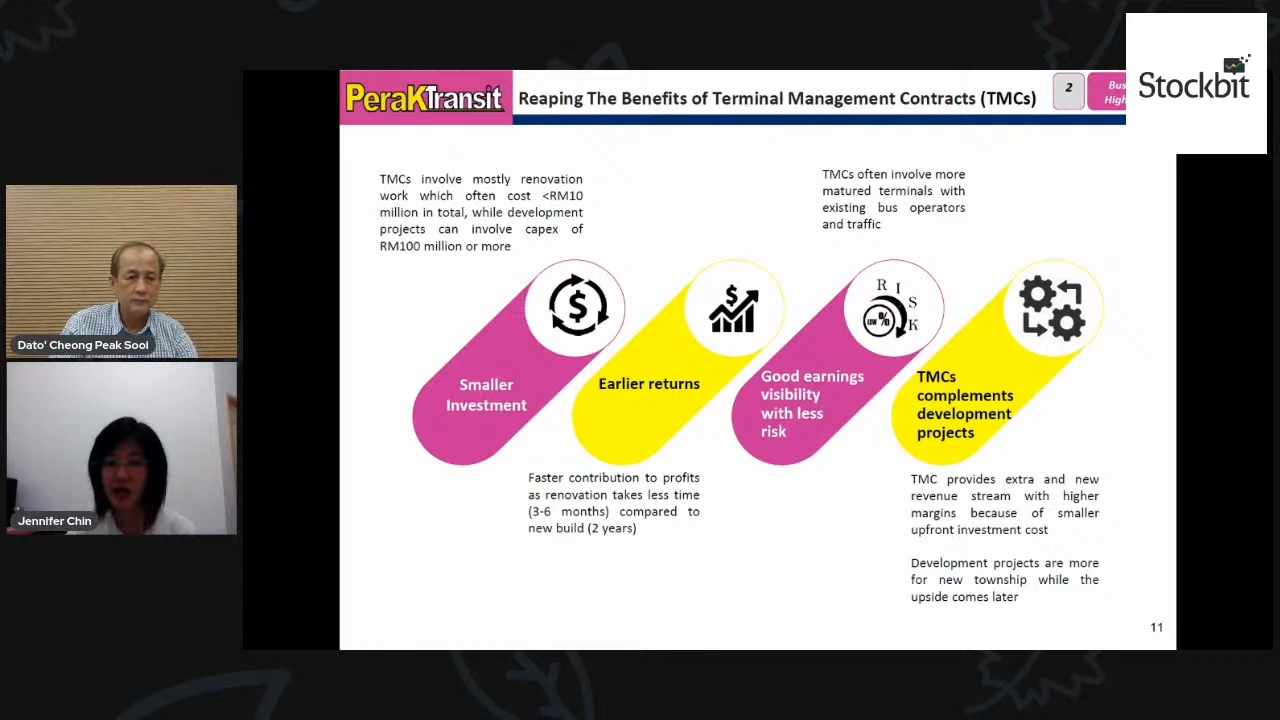 Stockbit
PeraKTransit
Reaping The Benefits of Terminal Management Contracts (TMCs)
2
TMCs involve mostly renovation
work which often cost <RM10
million in total, while development
projects can involve capex of
RM100 million or more
TMCs often involve more
matured terminals with
existing bus operators
and traffic
$
$
R I S K
LOW %
Smaller
Investment
Earlier returns
Good earnings
visibility
with less
risk
TMCs
complements
development
projects
Faster contribution to profits
as renovation takes less time
(3-6 months) compared to
new build (2 years)
TMC provides extra and new
revenue stream with higher
margins because of smaller
upfront investment cost
Development projects are more
for new township while the
upside comes later
11
Dato' Cheong Peak Sooi
Jennifer Chin